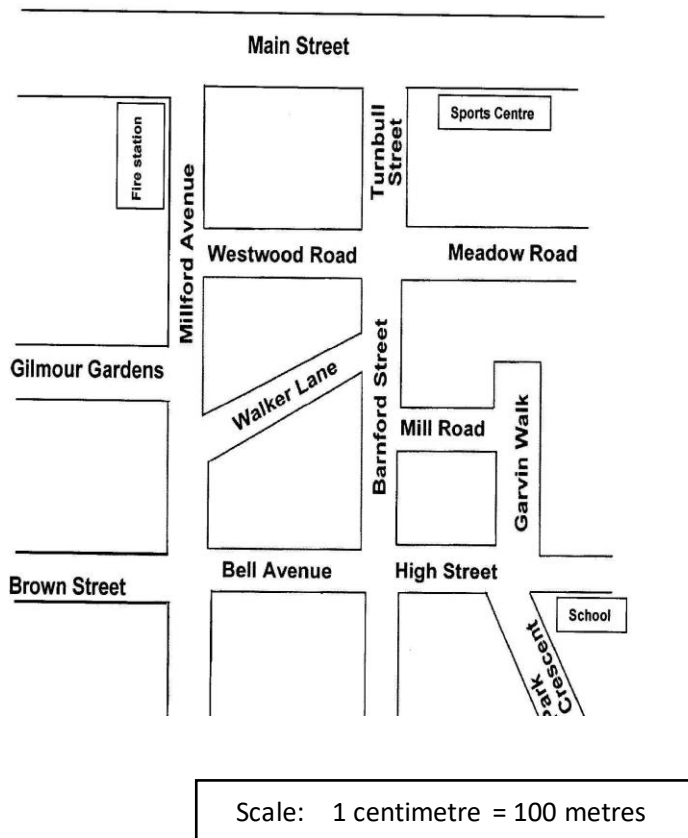 Main Street
Sports Centre
Fire station
Turnbull
Street
Millford Avenue
Westwood Road
Meadow Road
Gilmour Gardens
Walker Lane
Barnford Street
Mill Road
Garvin Walk
Bell Avenue
High Street
Brown Street
School
Park
Crescent
Scale: 1 centimetre = 100 metres